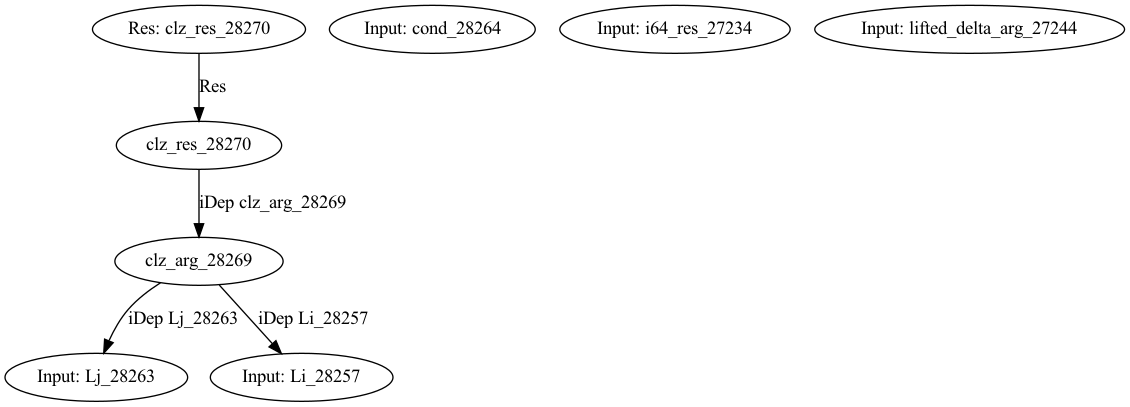 Res: clz_res_28270
Input: cond_28264
Input: i64_res_27234
Input: lifted_delta_arg_27244
Res
clz_res_28270
iDep clz_arg_28269
clz_arg_28269
iDep Lj_28263
iDep Li_28257
Input: Lj_28263
Input: Li_28257